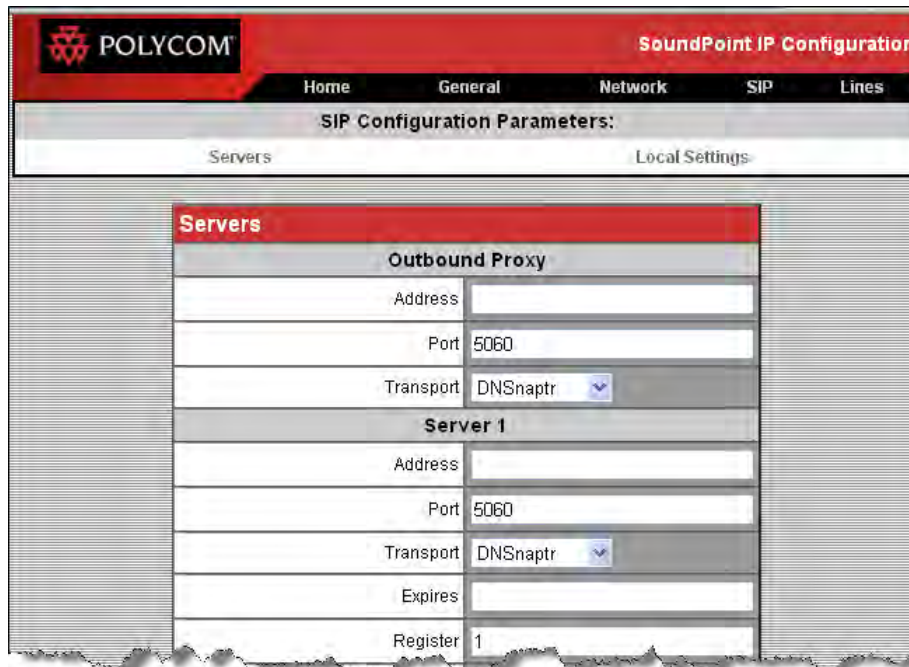 POLYCOM
SoundPoint IP Configuration
Home General Network SIP Lines
SIP Configuration Parameters:
Servers Local Settings
Servers
Outbound Proxy
Address
Port 5060
Transport DNSnaptr
Server 1
Address
Port 5060
Transport DNSnaptr
Expires
Register 1